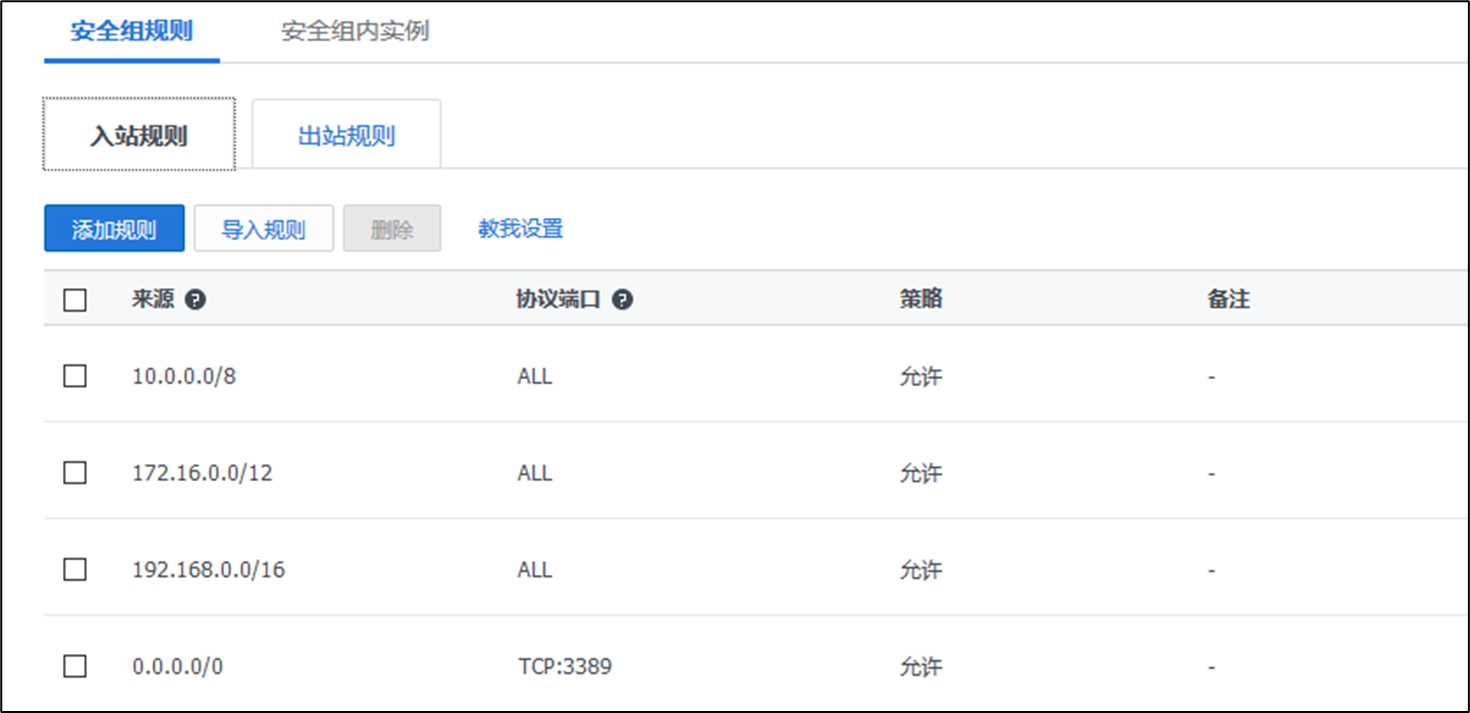 安全组规则 安全组内实例
入站规则 出站规则
添加规则 导入规则 删除 教我设置
来源 ? 协议端口 ? 策略 备注
10.0.0.0/8 ALL 允许 -
172.16.0.0/12 ALL 允许 -
192.168.0.0/16 ALL 允许 -
0.0.0.0/0 TCP:3389 允许 -